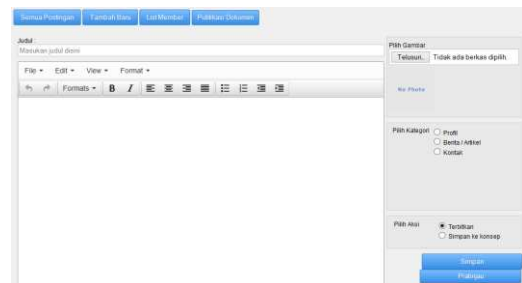 Semua Postingan Tambah Baru List Member Publikasi Dokumen
Judul :
Masukan judul disini
File Edit View Format
Formats B I
Pilih Gambar
Telusuri.. Tidak ada berkas dipilih.
No Photo
Pilih Kategori
Profil
Berita / Artikel
Kontak
Pilih Aksi
Terbitkan
Simpan ke konsep
Simpan
Pratinjau